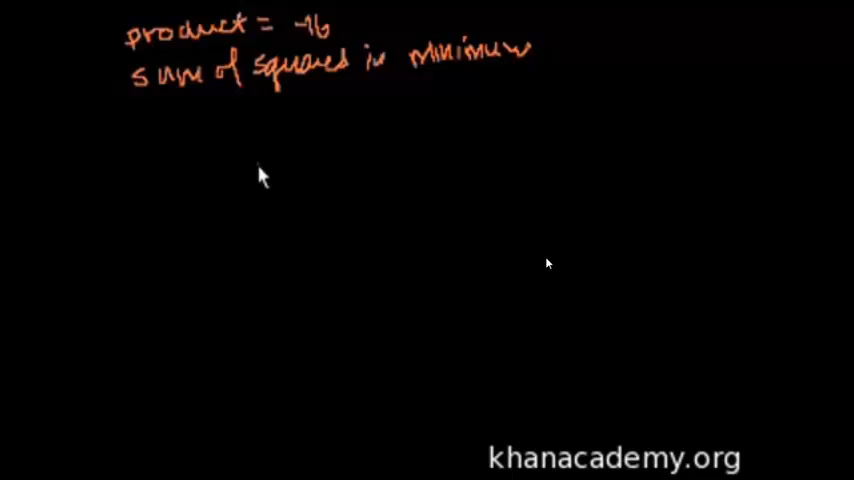 product = -16
sum of squares is minimum
khanacademy.org